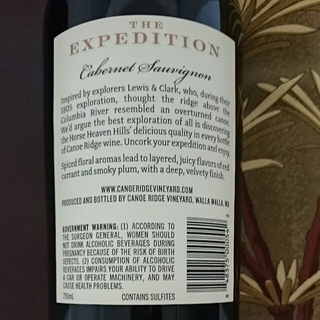 THE
EXPEDITION
Cabernet Sauvignon
Inspired by explorers Lewis & Clark, who, during their
1805 exploration, thought the ridge above the
Columbia River resembled an overturned canoe.
We'd argue the best exploration of all is discovering
the Horse Heaven Hills' delicious quality in every bottle
of Canoe Ridge wine. Uncork your expedition and enjoy.
Spiced floral aromas lead to layered, juicy flavors of red
currant and smoky plum, with a deep, velvety finish.
WWW.CANOERIDGEVINEYARD.COM
PRODUCED AND BOTTLED BY CANOE RIDGE VINEYARD, WALLA WALLA, WA
GOVERNMENT WARNING: (1) ACCORDING
TO THE SURGEON GENERAL, WOMEN SHOULD
NOT DRINK ALCOHOLIC BEVERAGES DURING
PREGNANCY BECAUSE OF THE RISK OF BIRTH
DEFECTS. (2) CONSUMPTION OF ALCOHOLIC
BEVERAGES IMPAIRS YOUR ABILITY TO DRIVE
A CAR OR OPERATE MACHINERY, AND MAY
CAUSE HEALTH PROBLEMS.
750mL
CONTAINS SULFITES